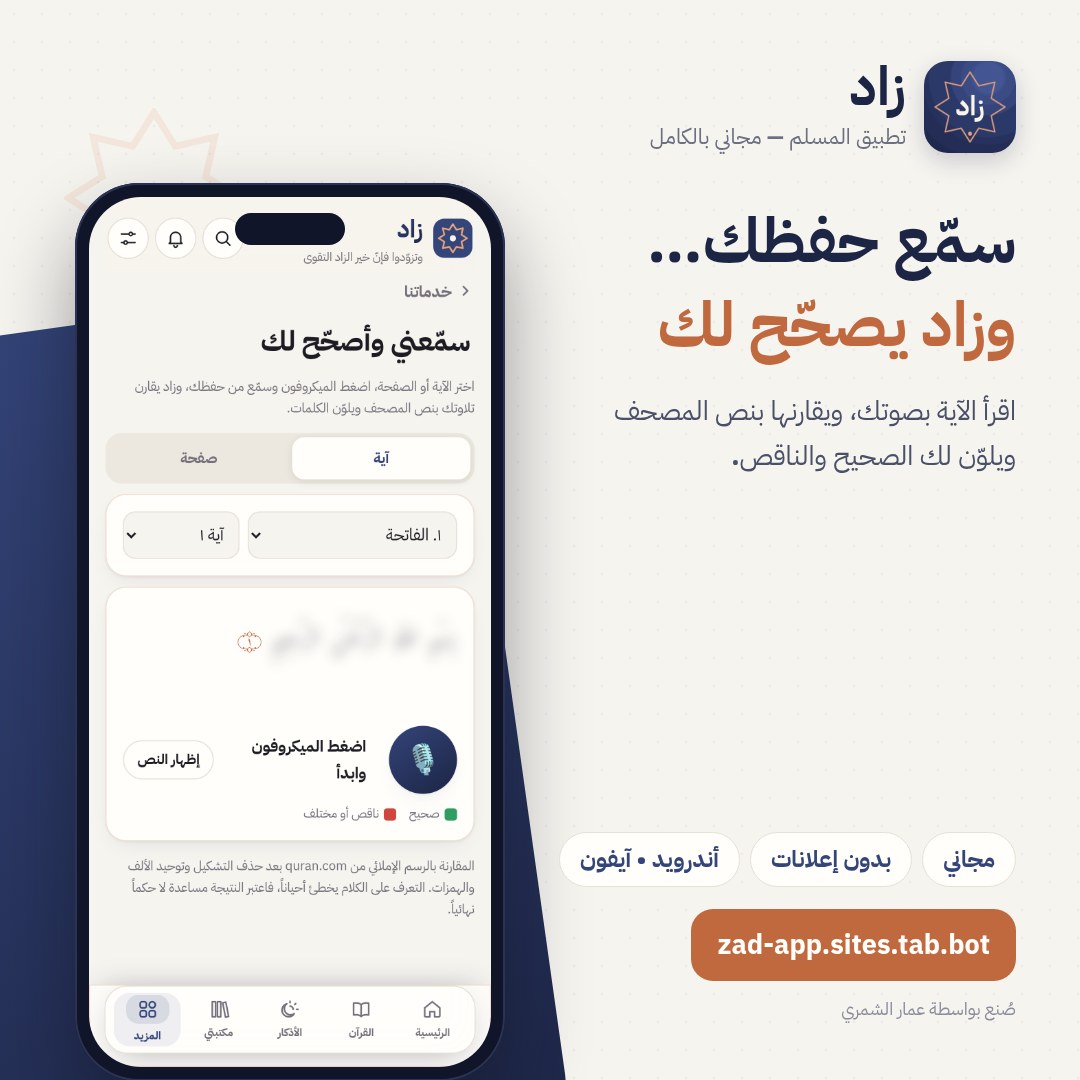 زاد
زاد
تطبيق المسلم — مجاني بالكامل
سمّع حفظك...
وزاد يصحّح لك
اقرأ الآية بصوتك، ويقارنها بنص المصحف
ويلوّن لك الصحيح والناقص.
زاد
وتزوّدوا فإنّ خير الزاد التقوى
خدماتنا
سمّعني وأصحّح لك
اختر الآية أو الصفحة، اضغط الميكروفون وسمّع من حفظك، وزاد يقارن
تلاوتك بنص المصحف ويلوّن الكلمات.
آية صفحة
١. الفاتحة آية ١
١
اضغط الميكروفون
وابدأ
إظهار النص
صحيح ناقص أو مختلف
المقارنة بالرسم الإملائي من quran.com بعد حذف التشكيل وتوحيد الألف
والهمزات. التعرف على الكلام يخطئ أحياناً، فاعتبر النتيجة مساعدة لا حكماً
نهائياً.
الرئيسية القرآن الأذكار مكتبتي المزيد
مجاني بدون إعلانات أندرويد • آيفون
zad-app.sites.tab.bot
صُنع بواسطة عمار الشمري